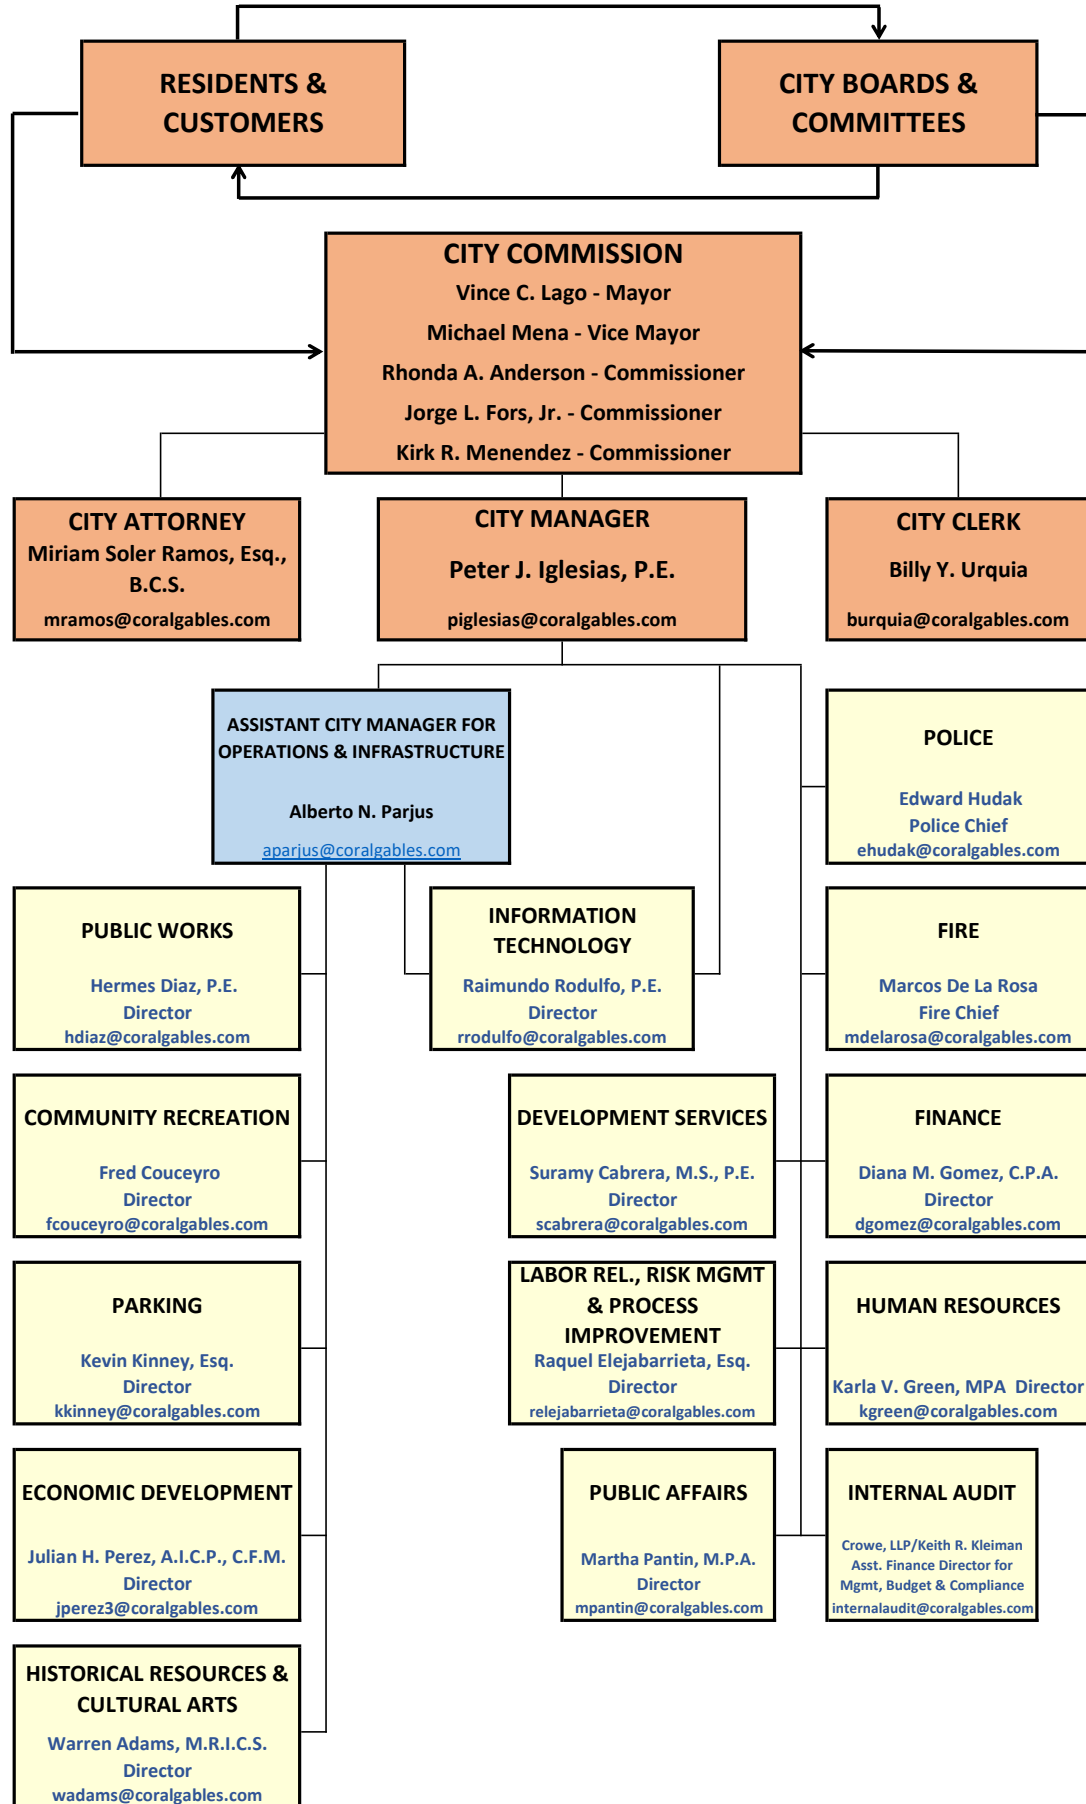 RESIDENTS &
CUSTOMERS
CITY BOARDS &
COMMITTEES
CITY COMMISSION
Vince C. Lago - Mayor
Michael Mena - Vice Mayor
Rhonda A. Anderson - Commissioner
Jorge L. Fors, Jr. - Commissioner
Kirk R. Menendez - Commissioner
CITY ATTORNEY
Miriam Soler Ramos, Esq.,
B.C.S.
mramos@coralgables.com
CITY MANAGER
Peter J. Iglesias, P.E.
piglesias@coralgables.com
CITY CLERK
Billy Y. Urquia
burquia@coralgables.com
ASSISTANT CITY MANAGER FOR
OPERATIONS & INFRASTRUCTURE
Alberto N. Parjus
aparjus@coralgables.com
POLICE
Edward Hudak
Police Chief
ehudak@coralgables.com
PUBLIC WORKS
Hermes Diaz, P.E.
Director
hdiaz@coralgables.com
INFORMATION
TECHNOLOGY
Raimundo Rodulfo, P.E.
Director
rrodulfo@coralgables.com
FIRE
Marcos De La Rosa
Fire Chief
mdelarosa@coralgables.com
COMMUNITY RECREATION
Fred Couceyro
Director
fcouceyro@coralgables.com
DEVELOPMENT SERVICES
Suramy Cabrera, M.S., P.E.
Director
scabrera@coralgables.com
FINANCE
Diana M. Gomez, C.P.A.
Director
dgomez@coralgables.com
PARKING
Kevin Kinney, Esq.
Director
kkinney@coralgables.com
LABOR REL., RISK MGMT
& PROCESS
IMPROVEMENT
Raquel Elejabarrieta, Esq.
Director
relejabarrieta@coralgables.com
HUMAN RESOURCES
Karla V. Green, MPA  Director
kgreen@coralgables.com
ECONOMIC DEVELOPMENT
Julian H. Perez, A.I.C.P., C.F.M.
Director
jperez3@coralgables.com
PUBLIC AFFAIRS
Martha Pantin, M.P.A.
Director
mpantin@coralgables.com
INTERNAL AUDIT
Crowe, LLP/Keith R. Kleiman
Asst. Finance Director for
Mgmt, Budget & Compliance
internalaudit@coralgables.com
HISTORICAL RESOURCES &
CULTURAL ARTS
Warren Adams, M.R.I.C.S.
Director
wadams@coralgables.com